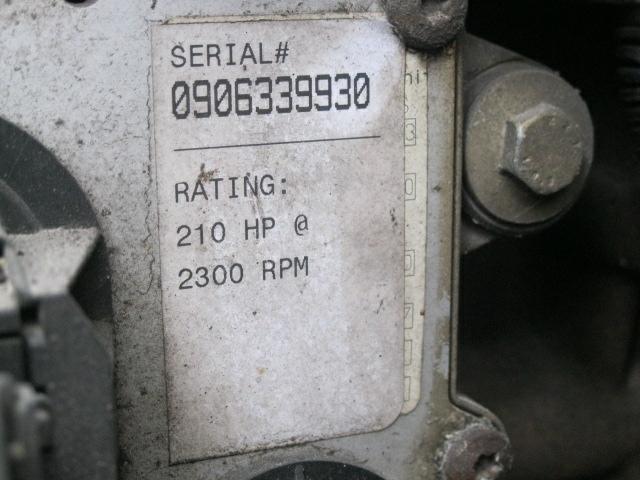 SERIAL#
0906339930
RATING:
210 HP @
2300 RPM